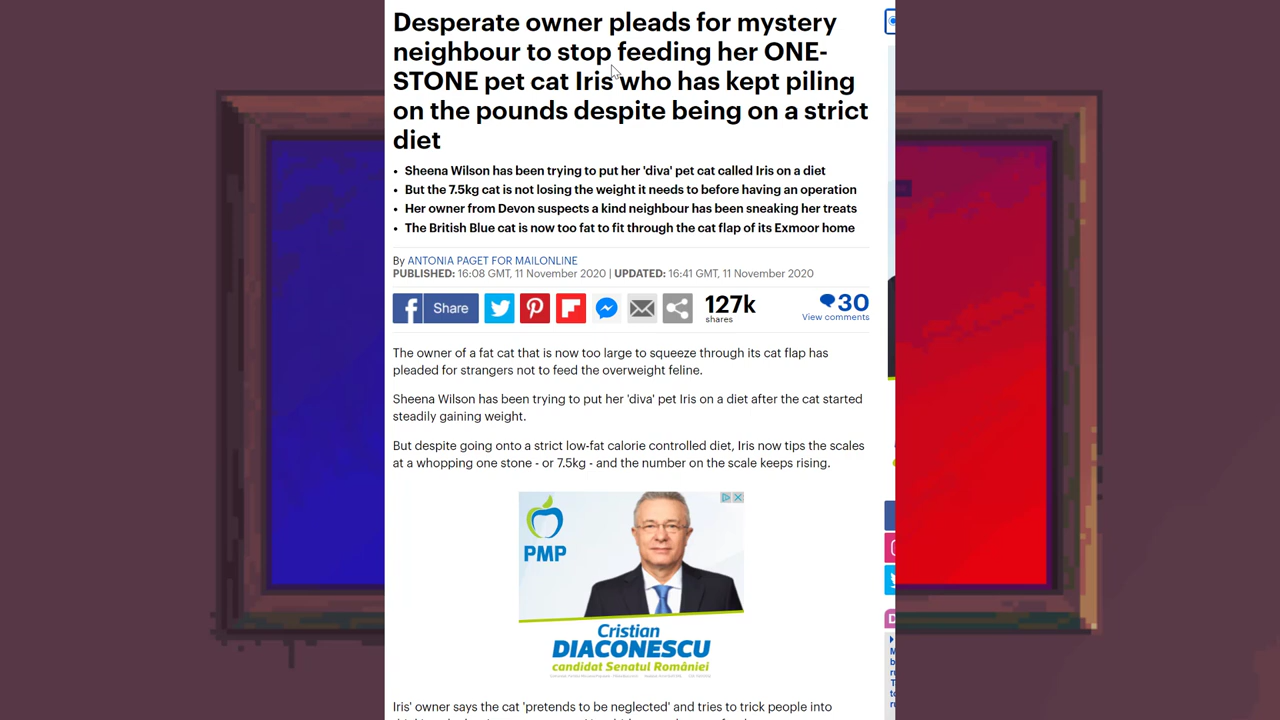 Desperate owner pleads for mystery
neighbour to stop feeding her ONE-
STONE pet cat Iris who has kept piling
on the pounds despite being on a strict
diet
• Sheena Wilson has been trying to put her 'diva' pet cat called Iris on a diet
• But the 7.5kg cat is not losing the weight it needs to before having an operation
• Her owner from Devon suspects a kind neighbour has been sneaking her treats
• The British Blue cat is now too fat to fit through the cat flap of its Exmoor home
By ANTONIA PAGET FOR MAILONLINE
PUBLISHED: 16:08 GMT, 11 November 2020 | UPDATED: 16:41 GMT, 11 November 2020
Share
127k
shares
30
View comments
The owner of a fat cat that is now too large to squeeze through its cat flap has
pleaded for strangers not to feed the overweight feline.
Sheena Wilson has been trying to put her 'diva' pet Iris on a diet after the cat started
steadily gaining weight.
But despite going onto a strict low-fat calorie controlled diet, Iris now tips the scales
at a whopping one stone - or 7.5kg - and the number on the scale keeps rising.
PMP
Cristian
DIACONESCU
candidat Senatul României
Iris' owner says the cat 'pretends to be neglected' and tries to trick people into